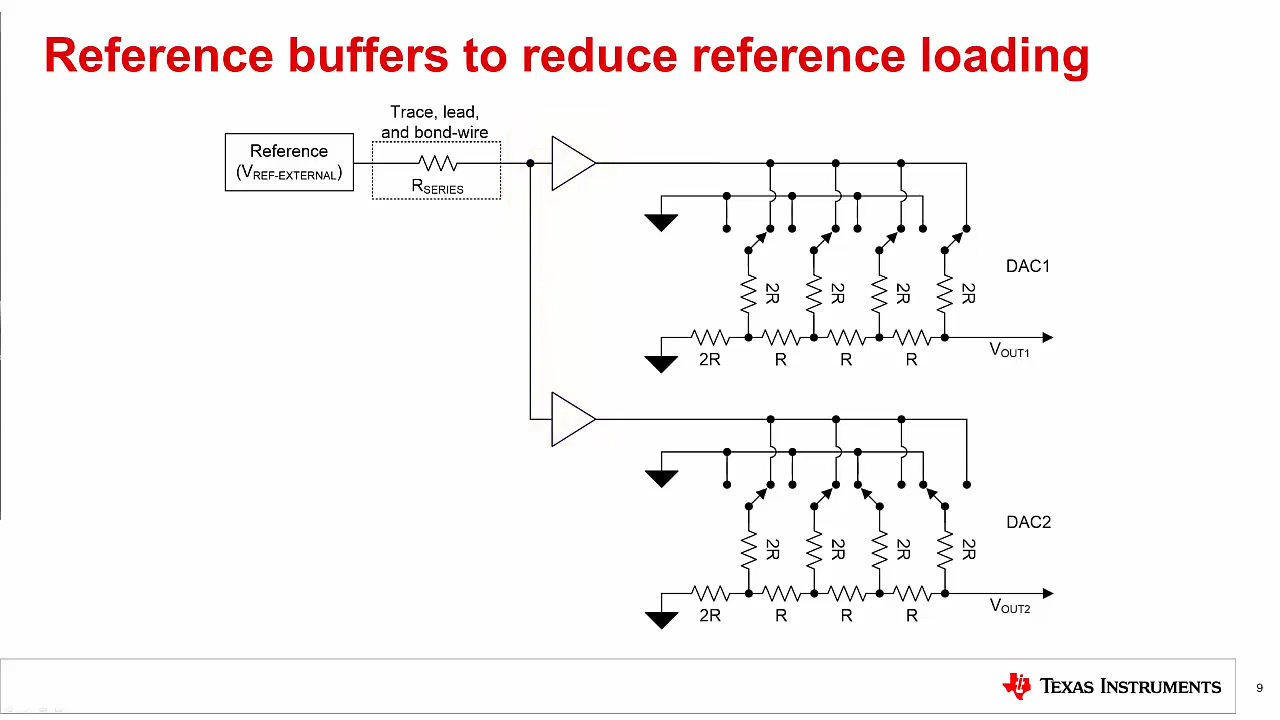 Reference buffers to reduce reference loading
Trace, lead,
and bond-wire
Reference
(VREF-EXTERNAL)
RSERIES
DAC1
2R
2R
2R
2R
2R
R
R
R
VOUT1
DAC2
2R
2R
2R
2R
2R
R
R
R
VOUT2
TEXAS INSTRUMENTS
9